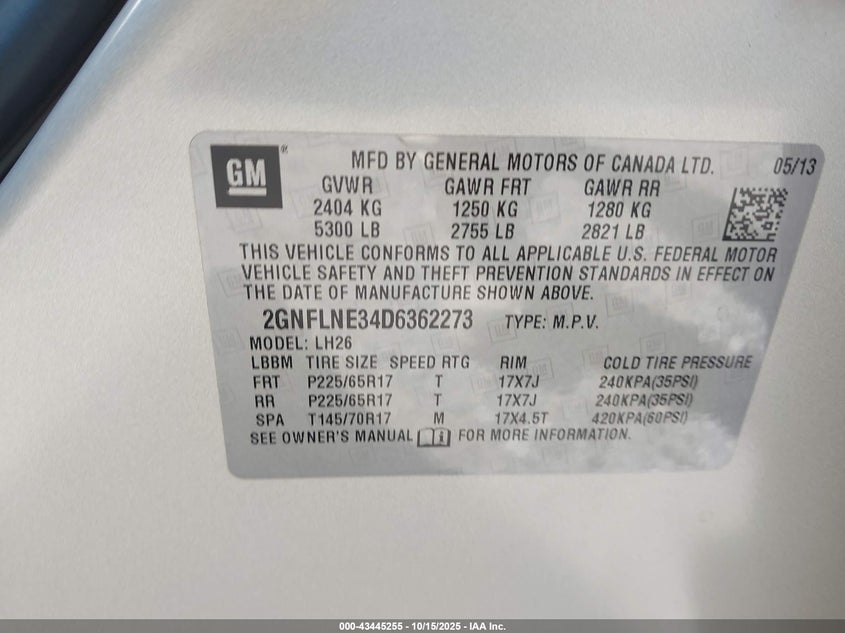 GM®
MFD BY GENERAL MOTORS OF CANADA LTD. 05/13
GVWR GAWR FRT GAWR RR
2404 KG 1250 KG 1280 KG
5300 LB 2755 LB 2821 LB
THIS VEHICLE CONFORMS TO ALL APPLICABLE U.S. FEDERAL MOTOR
VEHICLE SAFETY AND THEFT PREVENTION STANDARDS IN EFFECT ON
THE DATE OF MANUFACTURE SHOWN ABOVE.
2GNFLNE34D6362273 TYPE: M.P.V.
MODEL: LH26
LBBM TIRE SIZE SPEED RTG RIM COLD TIRE PRESSURE
FRT P225/65R17 T 17X7J 240KPA(35PSI)
RR P225/65R17 T 17X7J 240KPA(35PSI)
SPA T145/70R17 M 17X4.5T 420KPA(60PSI)
SEE OWNER'S MANUAL FOR MORE INFORMATION.
000-43445255 - 10/15/2025 - IAA Inc.